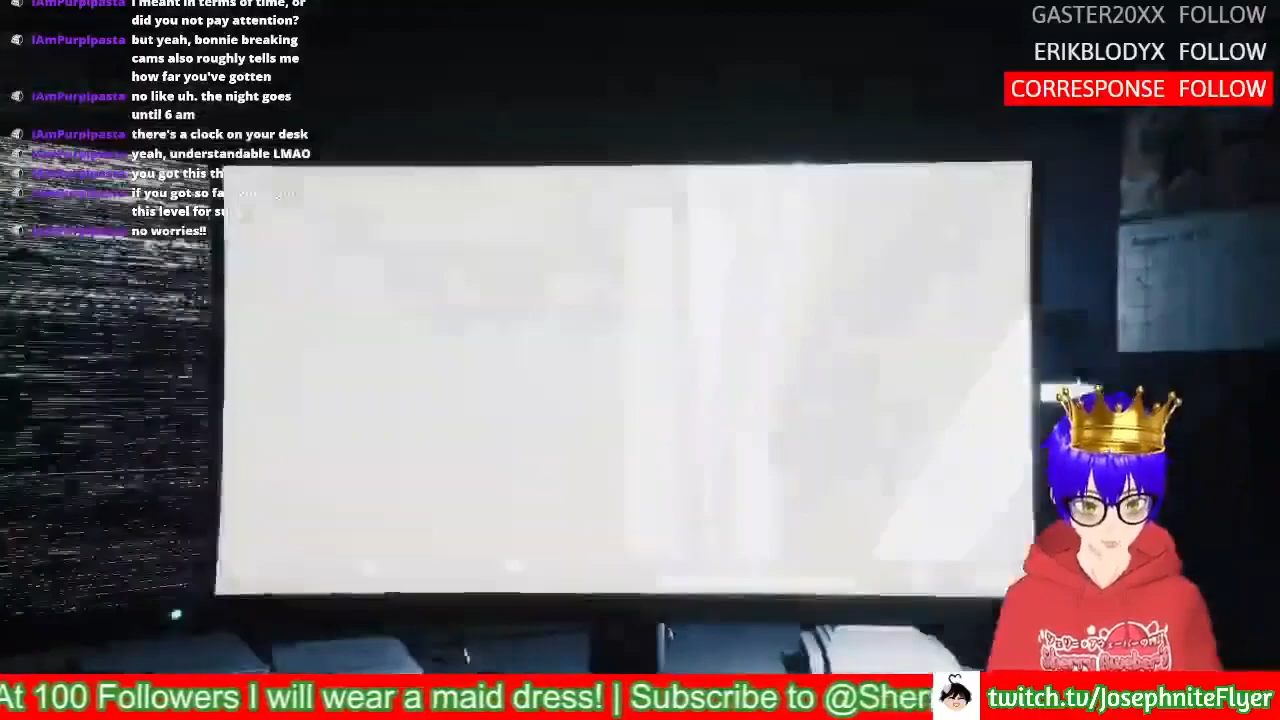 IAmPurplpasta I meant in terms of time, or
did you not pay attention?
IAmPurplpasta but yeah, bonnie breaking
cams also roughly tells me
how far you've gotten
IAmPurplpasta no like uh. the night goes
until 6 am
IAmPurplpasta there's a clock on your desk
IAmPurplpasta yeah, understandable LMAO
IAmPurplpasta you got this
IAmPurplpasta if you got so
this level for
IAmPurplpasta no worries!!
GASTER20XX FOLLOW
ERIKBLODYX FOLLOW
CORRESPONSE FOLLOW
At 100 Followers I will wear a maid dress! | Subscribe to
twitch.tv/JosephniteFlyer